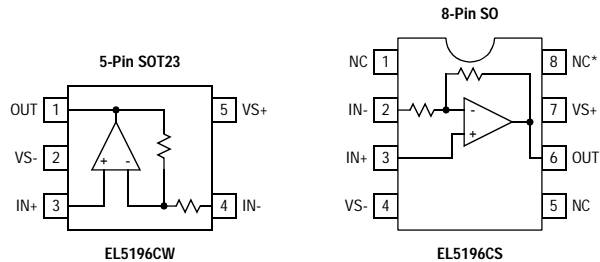 5-Pin SOT23
OUT 1
5 VS+
VS- 2
+ -
IN+ 3
4 IN-
EL5196CW
8-Pin SO
NC 1
8 NC*
IN- 2
-
7 VS+
+
IN+ 3
6 OUT
VS- 4
5 NC
EL5196CS